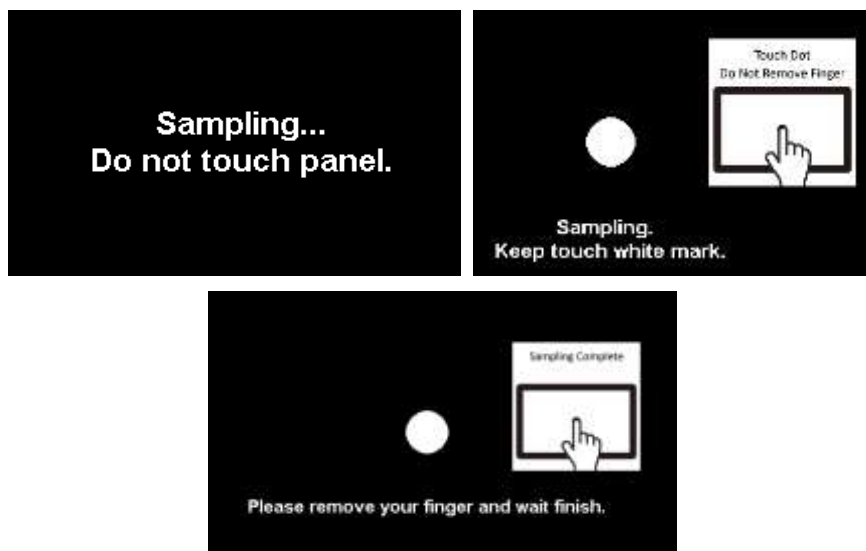 Sampling...
Do not touch panel.
Touch Dot
Do Not Remove Finger
Sampling.
Keep touch white mark.
Sampling Complete
Please remove your finger and wait finish.